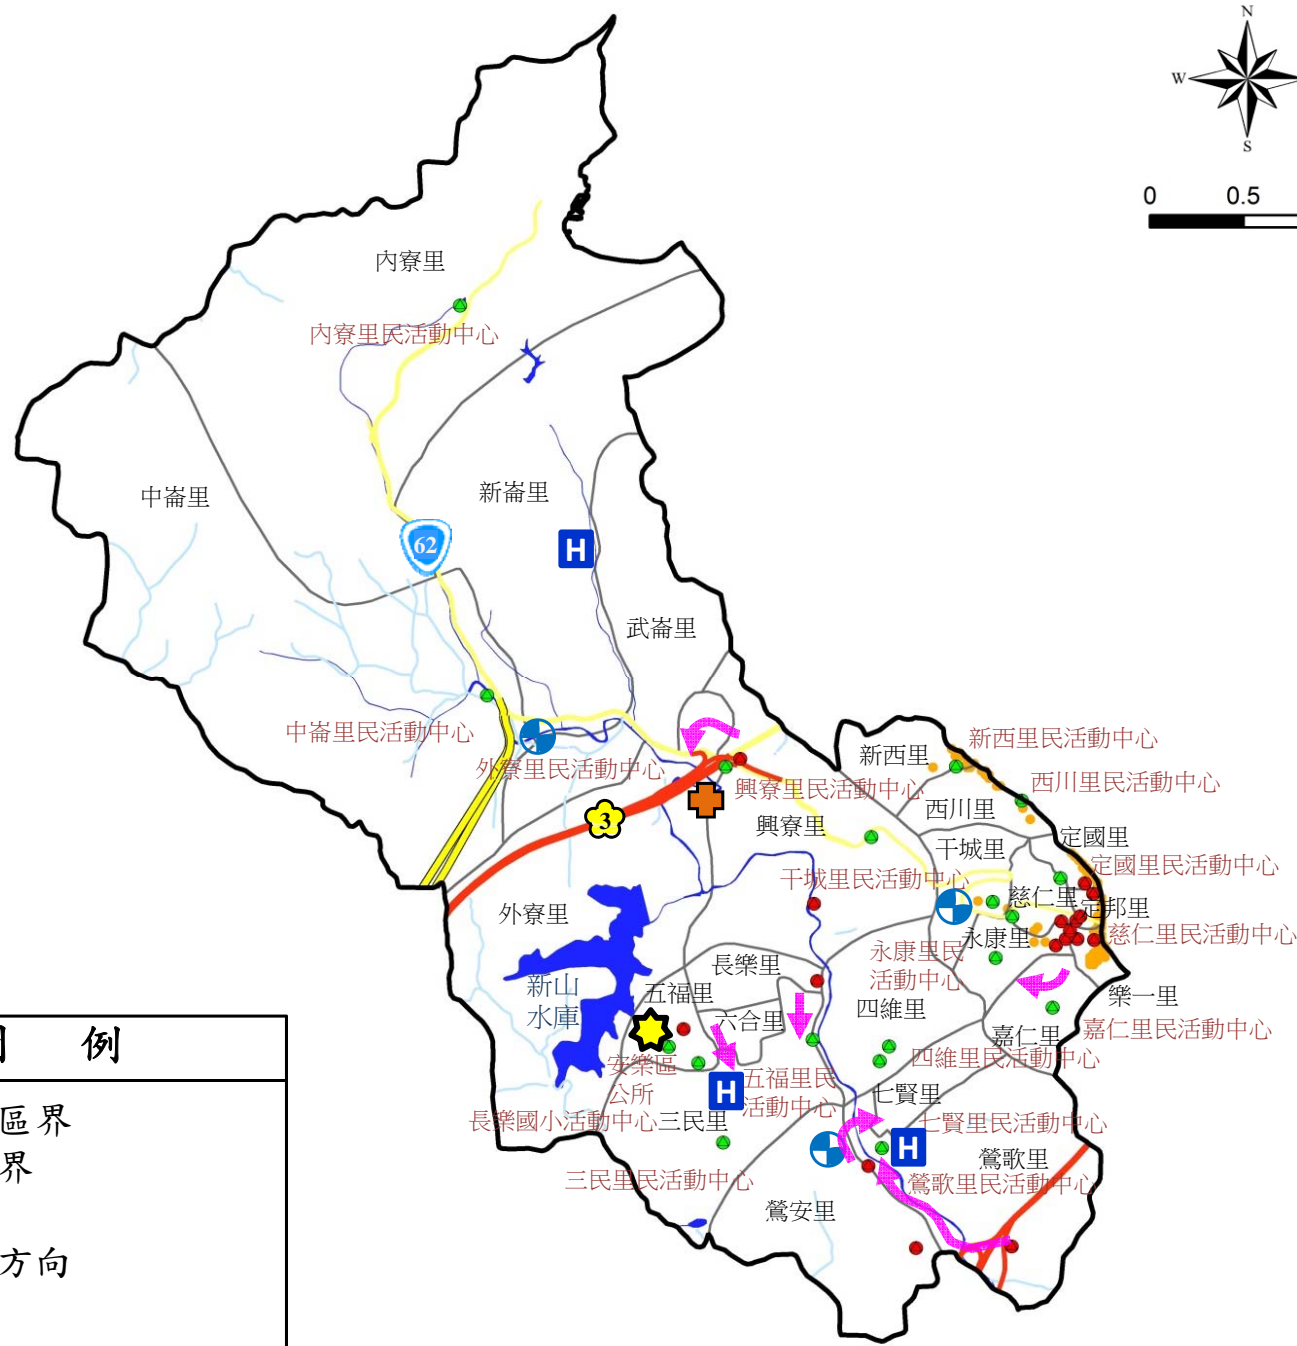 N
W
S
0 0.5
內寮里
內寮里民活動中心
中崙里
新崙里
62
H
武崙里
中崙里民活動中心
外寮里民活動中心
新西里
新西里民活動中心
西川里民活動中心
興寮里民活動中心
西川里
3
興寮里
定國里
干城里
定國里民活動中心
干城里民活動中心
慈仁里
定邦里
外寮里
慈仁里民活動中心
永康里
永康里民
活動中心
長樂里
新山
水庫
五福里
六合里
四維里
樂一里
嘉仁里
嘉仁里民活動中心
四維里民活動中心
安樂區
公所
H
五福里民
活動中心
七賢里
長樂國小活動中心
三民里
七賢里民活動中心
H
鶯歌里
三民里民活動中心
鶯歌里民活動中心
鶯安里
例
區界
界
方向